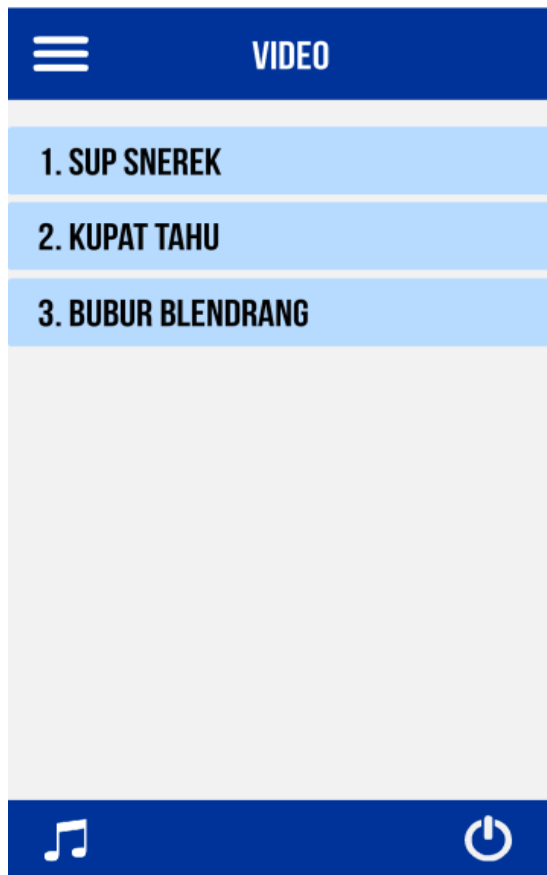 VIDEO
1. SUP SNEREK
2. KUPAT TAHU
3. BUBUR BLENDRANG